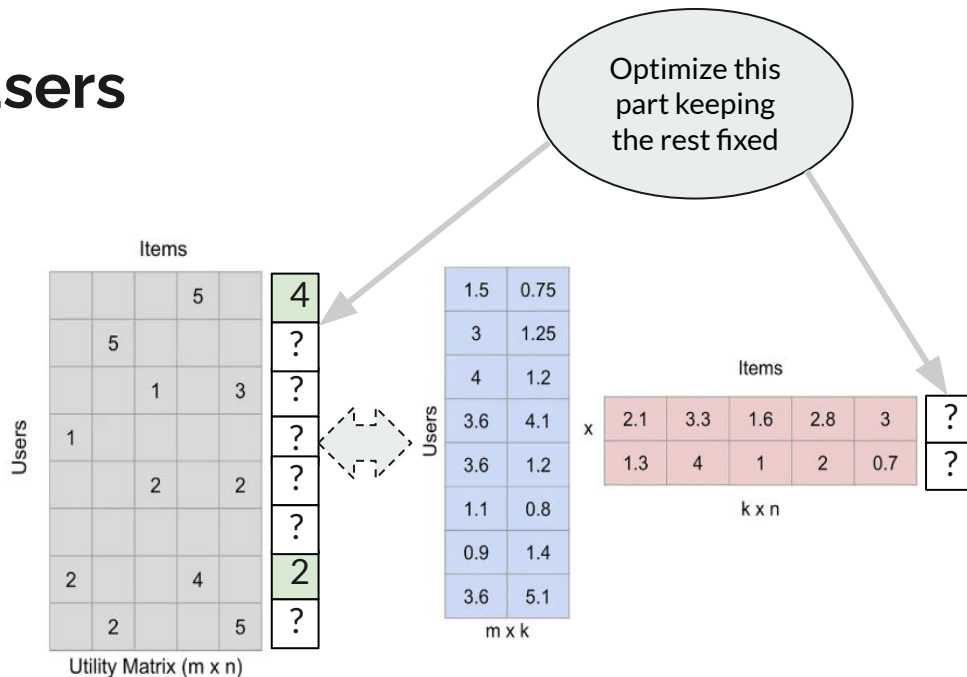 sers
Optimize this
part keeping
the rest fixed
Items
Users
5 4
5 ?
1 3 ?
1 ?
2 2 ?
?
2 4 2
2 5 ?
Utility Matrix (m x n)
Users
1.5 0.75
3 1.25
4 1.2
3.6 4.1
3.6 1.2
1.1 0.8
0.9 1.4
3.6 5.1
m x k
x
Items
2.1 3.3 1.6 2.8 3 ?
1.3 4 1 2 0.7 ?
k x n